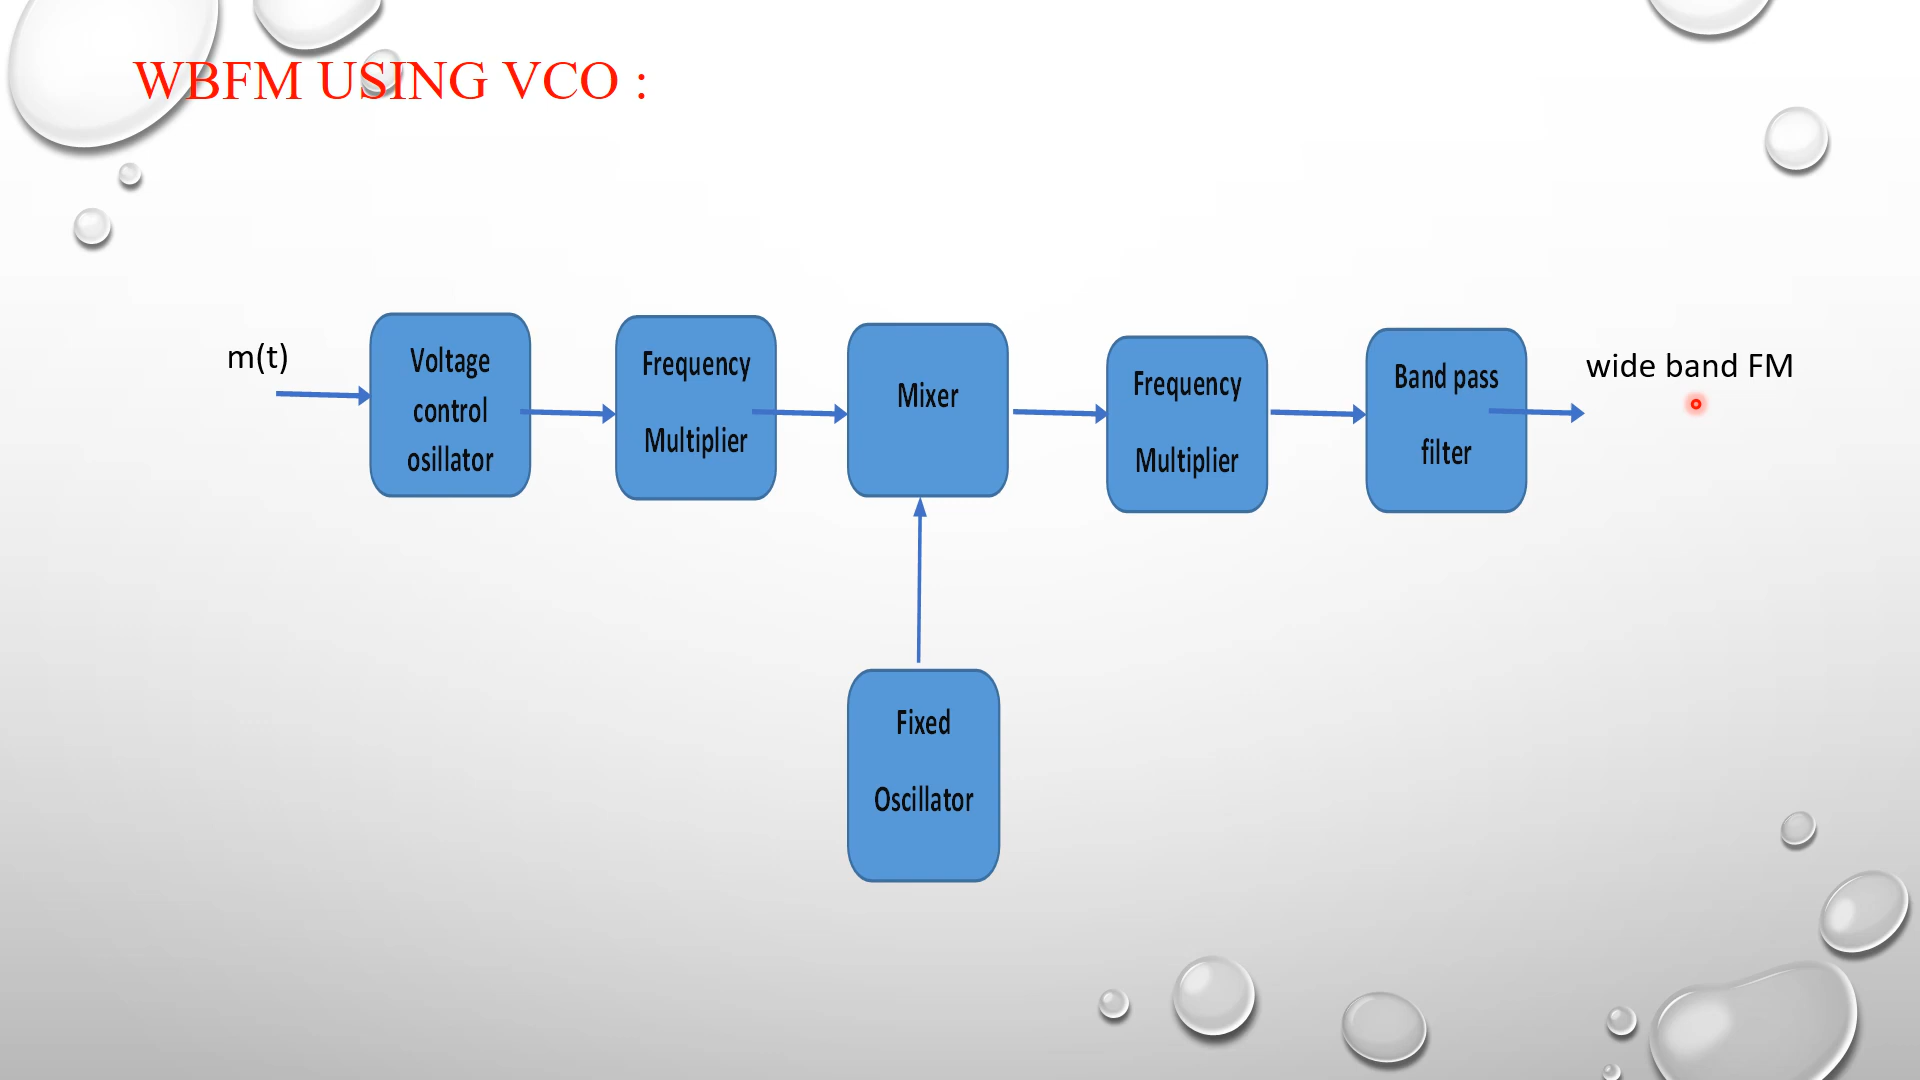 WBFM USING VCO :
m(t)
Voltage
control
osillator
Frequency
Multiplier
Mixer
Frequency
Multiplier
Band pass
filter
wide band FM
Fixed
Oscillator